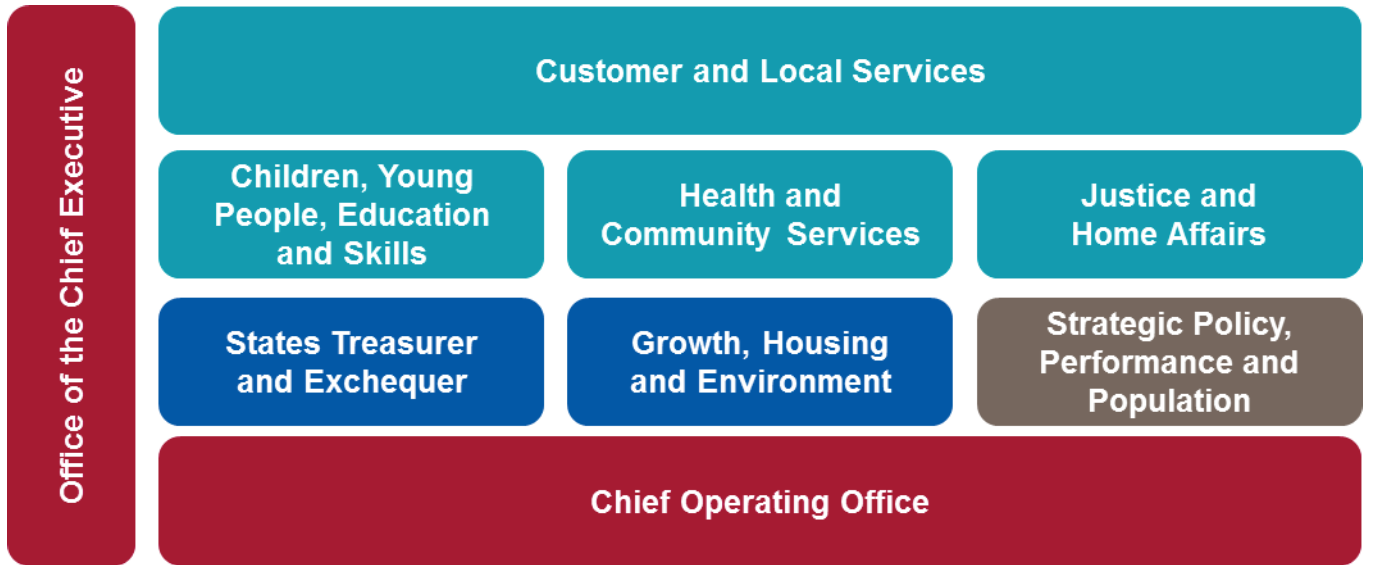 Office of the Chief Executive
Customer and Local Services
Children, Young
People, Education
and Skills
Health and
Community Services
Justice and
Home Affairs
States Treasurer
and Exchequer
Growth, Housing
and Environment
Strategic Policy,
Performance and
Population
Chief Operating Office